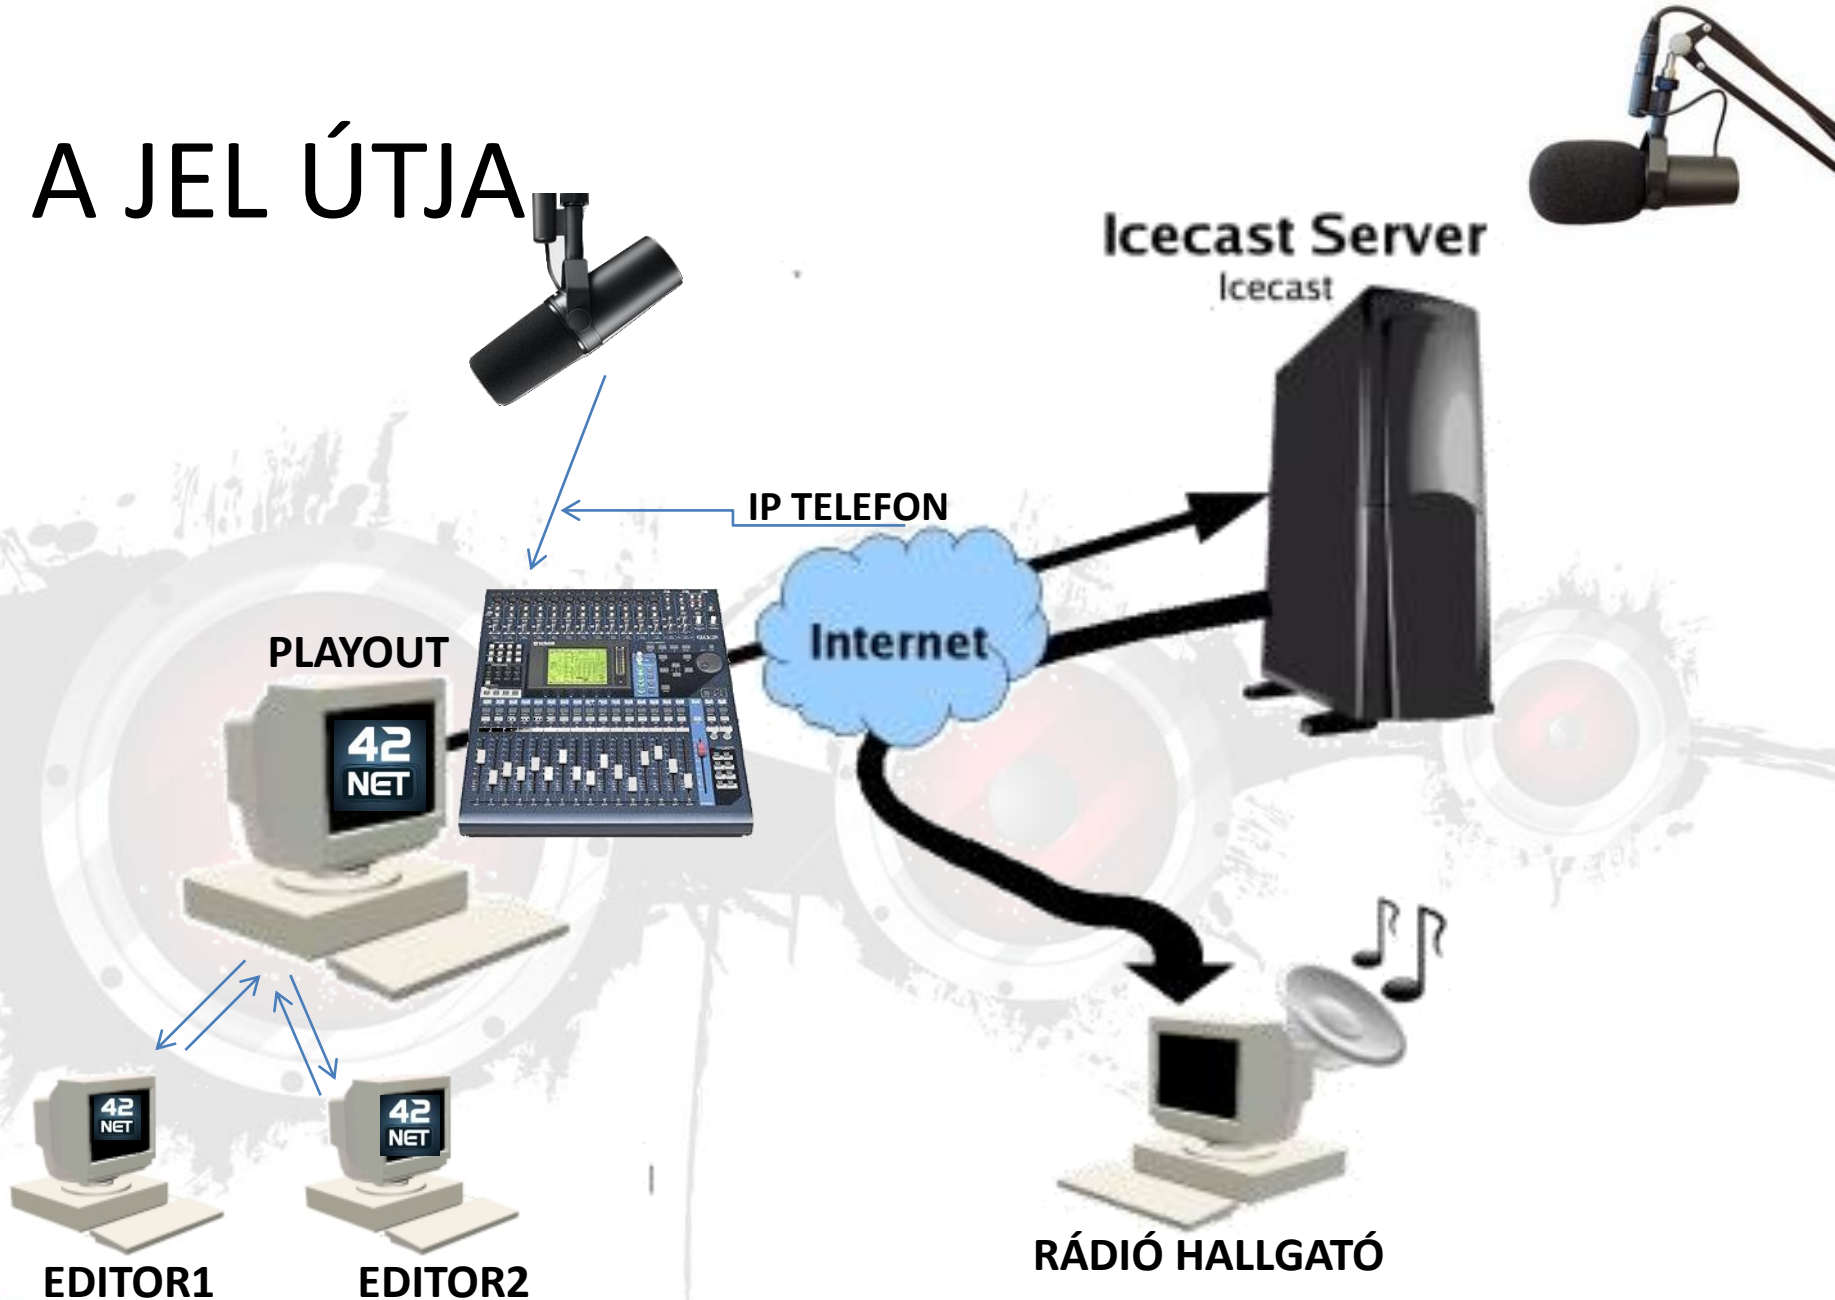 A JEL ÚTJA
Icecast Server
Icecast
IP TELEFON
Internet
PLAYOUT
42
NET
42
NET
42
NET
RÁDIÓ HALLGATÓ
EDITOR1
EDITOR2